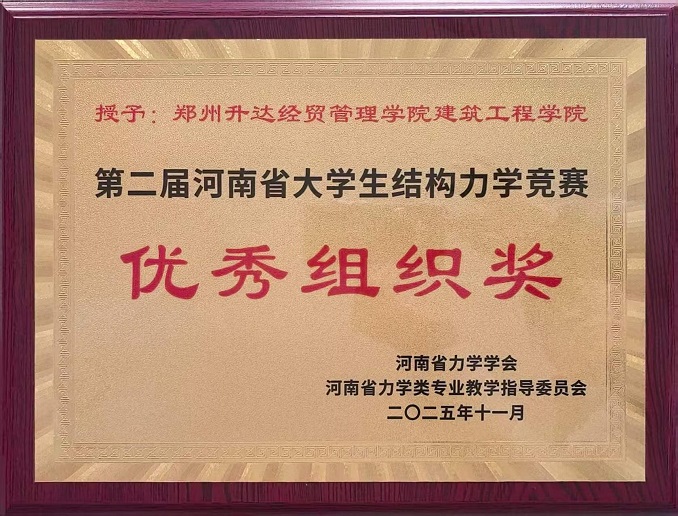 授予：郑州升达经贸管理学院建筑工程学院
第二届河南省大学生结构力学竞赛
优秀组织奖
河南省力学学会
河南省力学类专业教学指导委员会
二〇二五年十一月